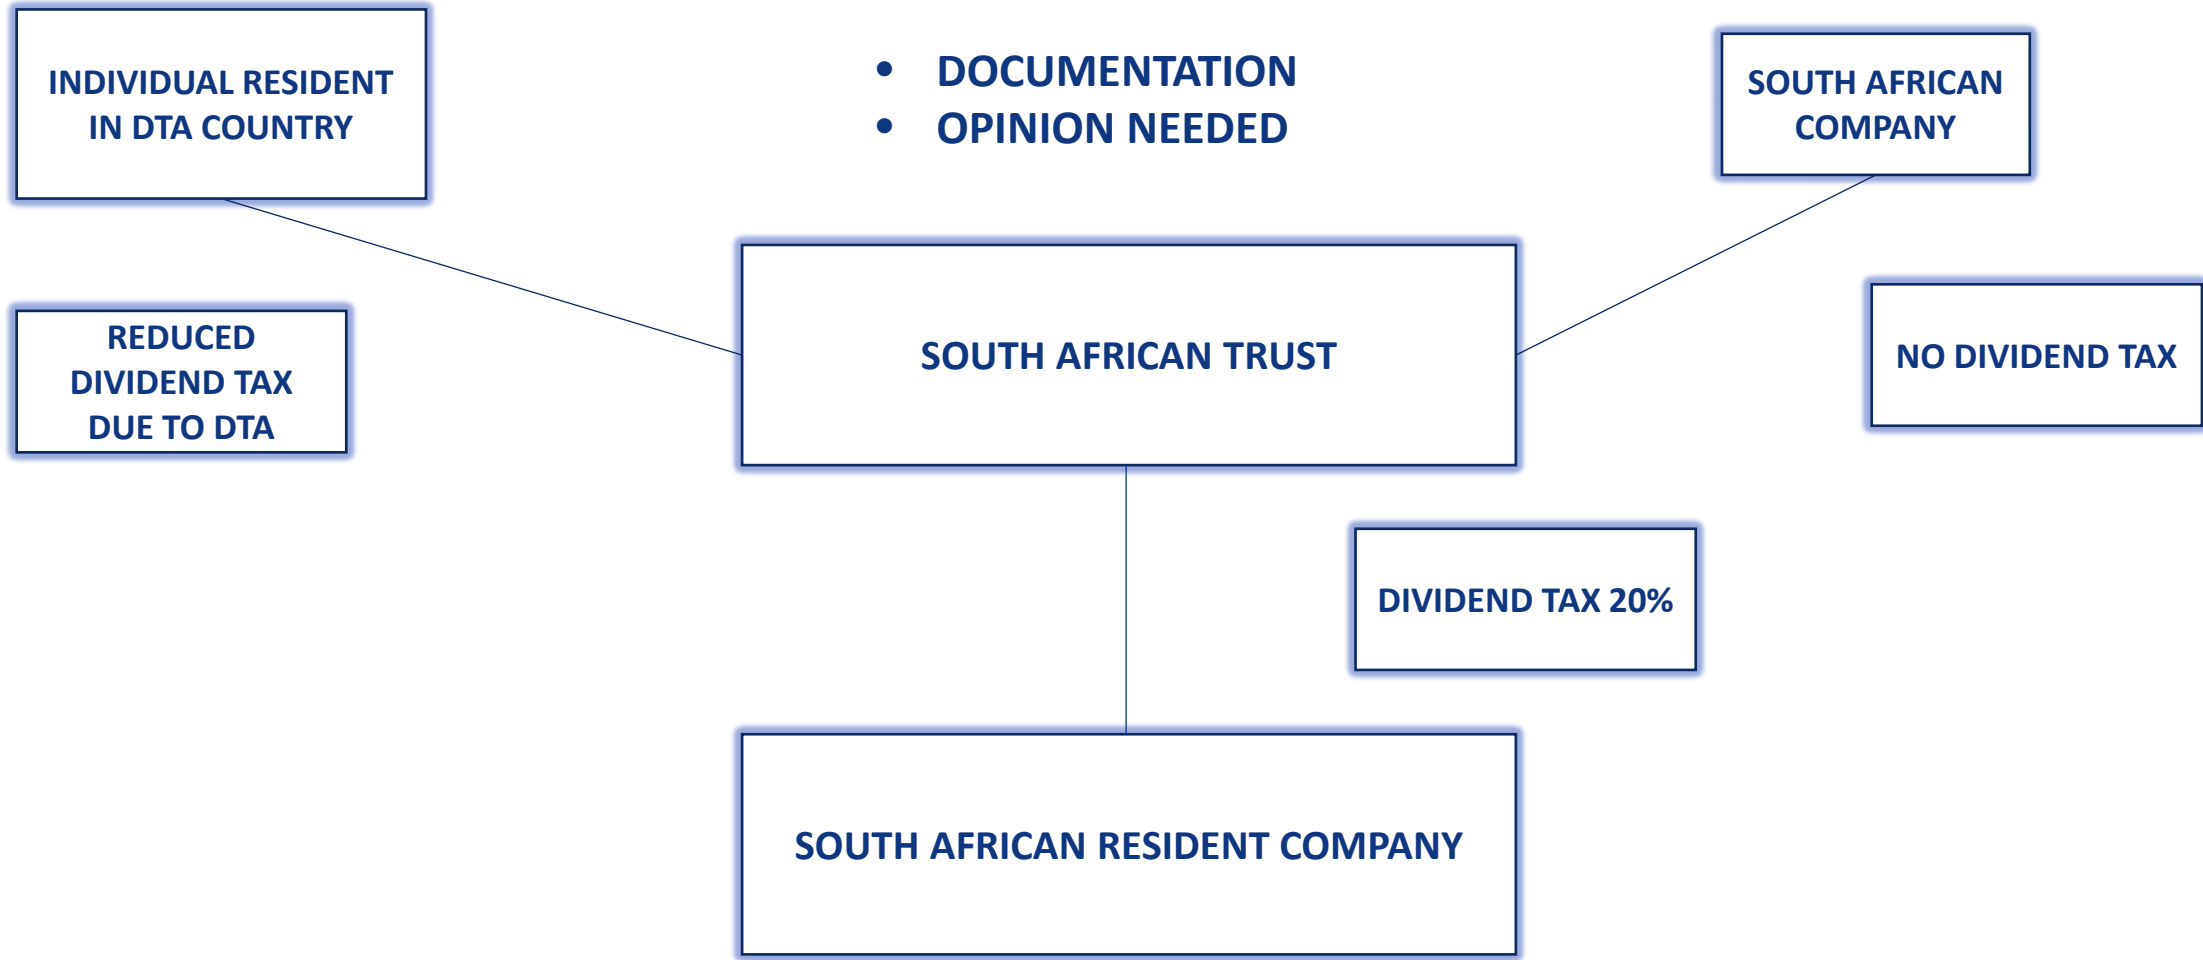 INDIVIDUAL RESIDENT
IN DTA COUNTRY
• DOCUMENTATION
• OPINION NEEDED
SOUTH AFRICAN
COMPANY
REDUCED
DIVIDEND TAX
DUE TO DTA
SOUTH AFRICAN TRUST
NO DIVIDEND TAX
DIVIDEND TAX 20%
SOUTH AFRICAN RESIDENT COMPANY